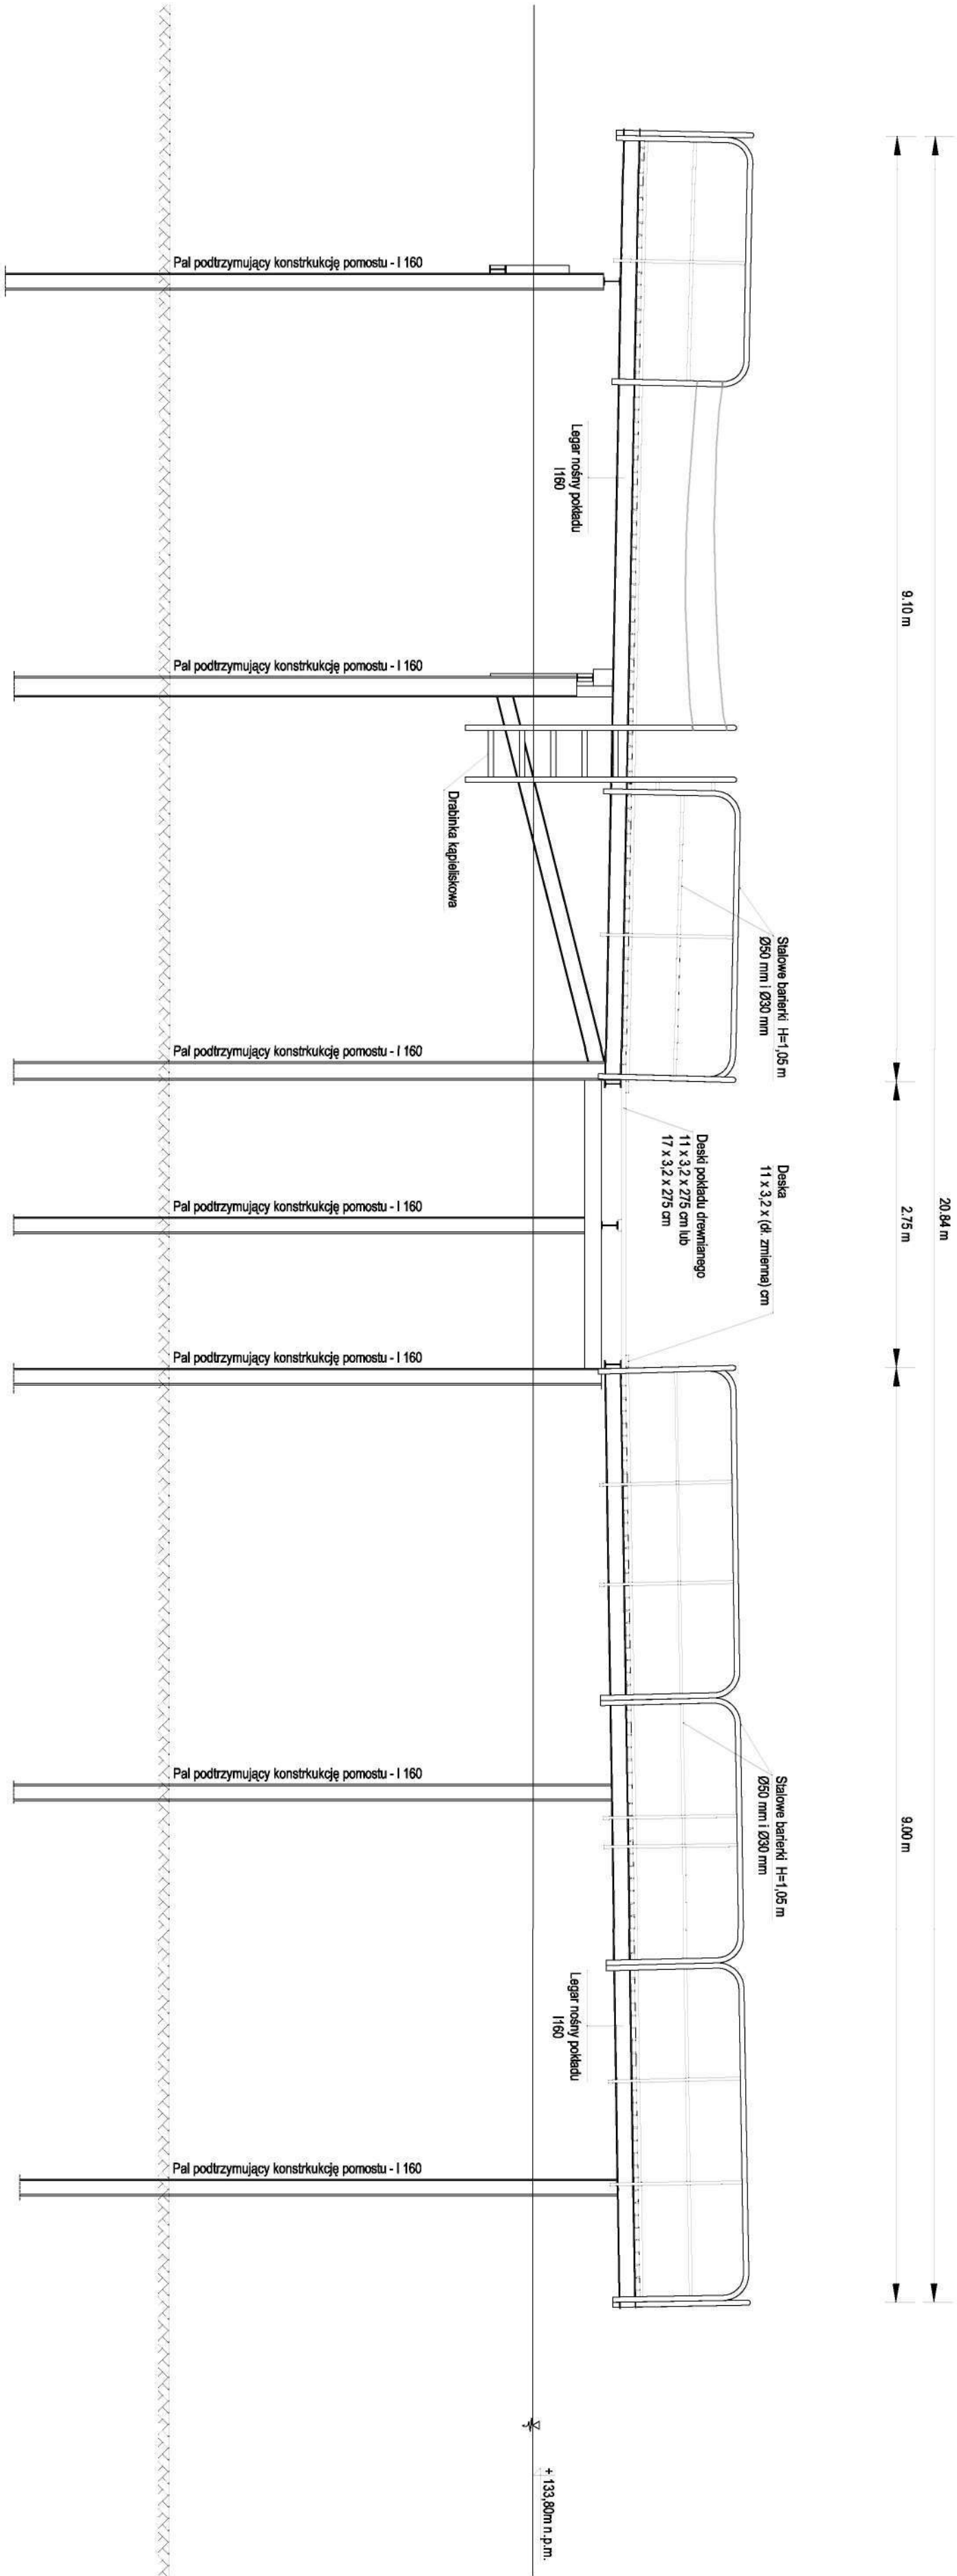 20.84 m
9.10 m
2.75 m
9.00 m
Stalowe barierki H=1,05 m
Ø50 mm i Ø30 mm
Deska
11 x 3,2 x (dł. zmienna) cm
Deski pokładu drewnianego
11 x 3,2 x 275 cm lub
17 x 3,2 x 275 cm
Stalowe barierki H=1,05 m
Ø50 mm i Ø30 mm
Legar nośny pokładu
I160
Legar nośny pokładu
I160
Drabinka kąpieliskowa
+ 133,80m n.p.m.
Pal podtrzymujący konstrkukcję pomostu - I 160
Pal podtrzymujący konstrkukcję pomostu - I 160
Pal podtrzymujący konstrkukcję pomostu - I 160
Pal podtrzymujący konstrkukcję pomostu - I 160
Pal podtrzymujący konstrkukcję pomostu - I 160
Pal podtrzymujący konstrkukcję pomostu - I 160
Pal podtrzymujący konstrkukcję pomostu - I 160